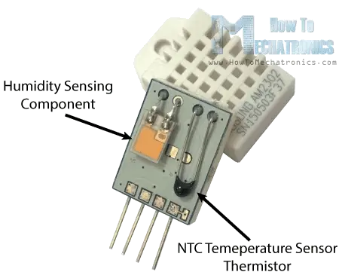 How To
MECHATRONICS
www.HowToMechatronics.com
Humidity Sensing
Component
NTC Temeperature Sensor
Thermistor